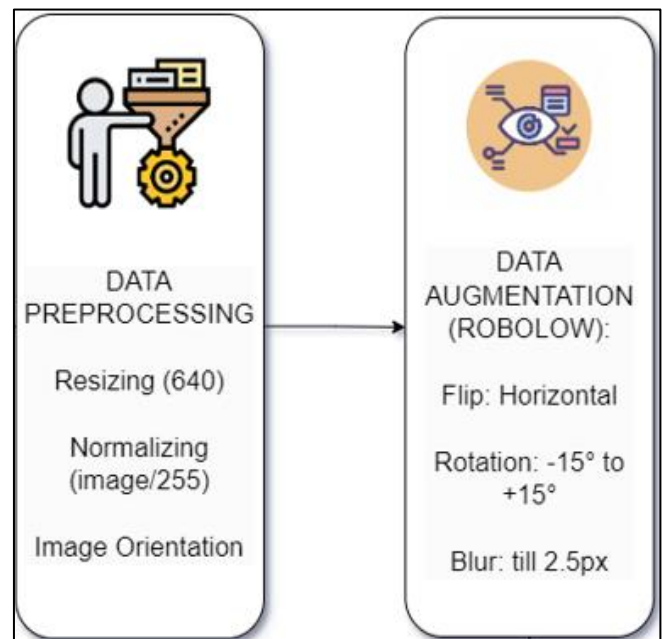 DATA
PREPROCESSING
Resizing (640)
Normalizing
(image/255)
Image Orientation
DATA
AUGMENTATION
(ROBOLOW):
Flip: Horizontal
Rotation: -15° to
+15°
Blur: till 2.5px